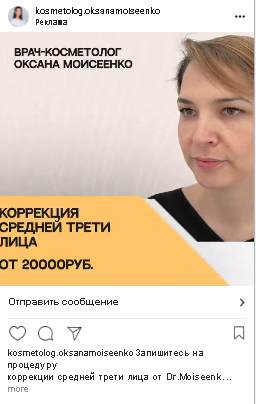 kosmetolog.oksanamoiseenko
Реклама
ВРАЧ-КОСМЕТОЛОГ
ОКСАНА МОИСЕЕНКО
КОРРЕКЦИЯ
СРЕДНЕЙ ТРЕТИ
ЛИЦА
ОТ 20000РУБ.
Отправить сообщение
kosmetolog.oksanamoiseenko Запишитесь на
процедуру
коррекции средней трети лица от Dr.Moiseenk...
more